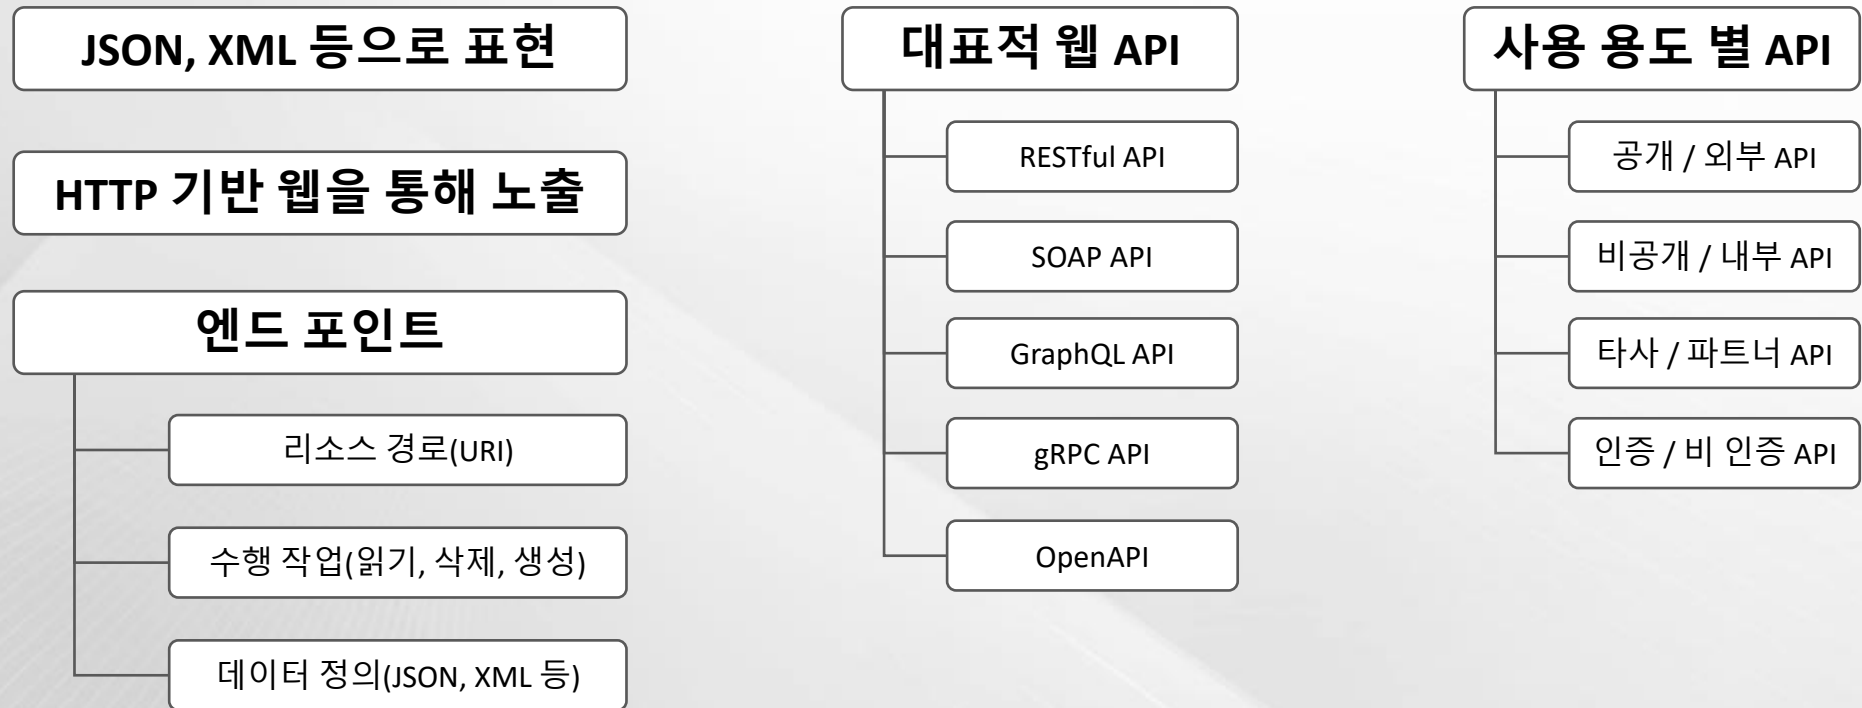 JSON, XML 등으로 표현
HTTP 기반 웹을 통해 노출
엔드 포인트
리소스 경로(URI)
수행 작업(읽기, 삭제, 생성)
데이터 정의(JSON, XML 등)
대표적 웹 API
RESTful API
SOAP API
GraphQL API
gRPC API
OpenAPI
사용 용도 별 API
공개 / 외부 API
비공개 / 내부 API
타사 / 파트너 API
인증 / 비 인증 API